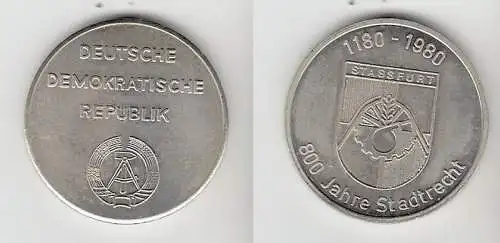 DEUTSCHE
DEMOKRATISCHE
REPUBLIK
1180 - 1980
STASSFURT
800 Jahre Stadtrecht